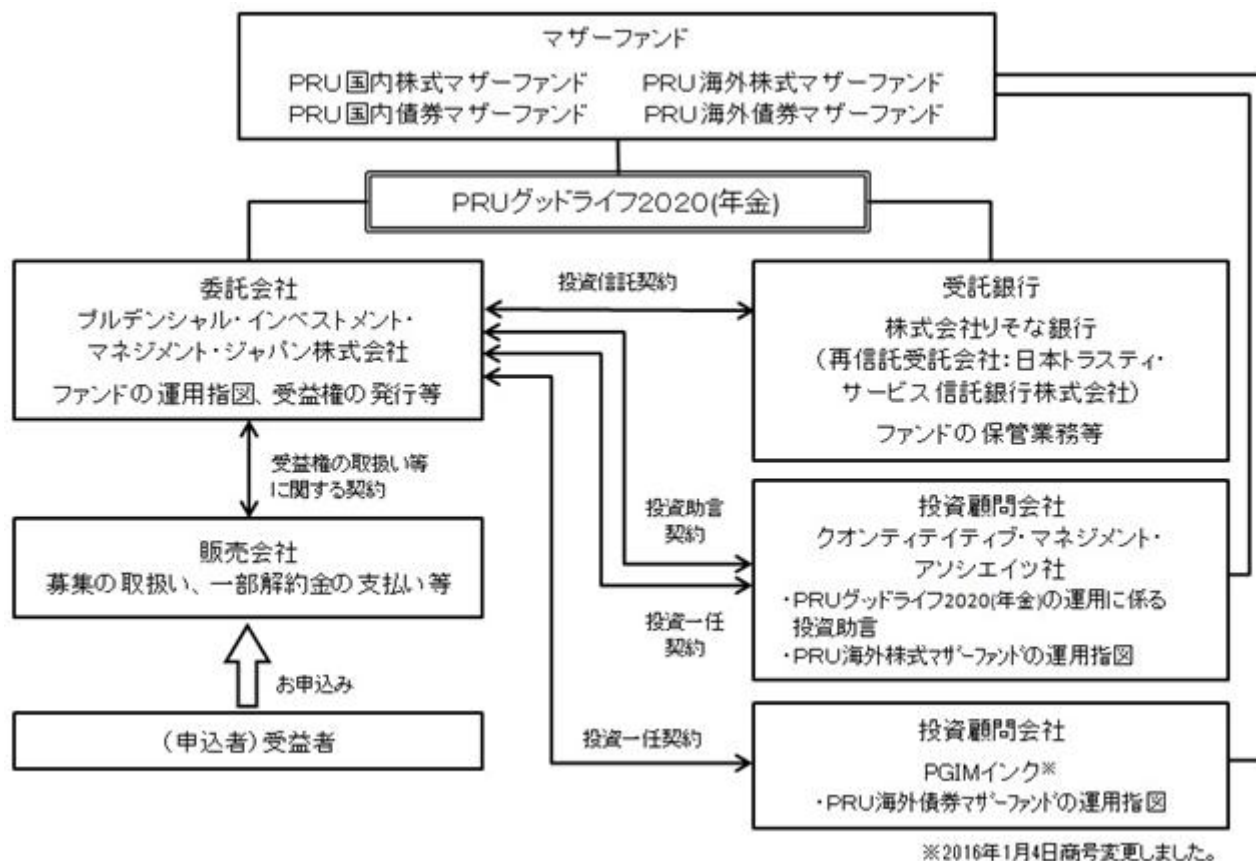 マザーファンド
PRU国内株式マザーファンド PRU海外株式マザーファンド
PRU国内債券マザーファンド PRU海外債券マザーファンド
PRUグッドライフ2020(年金)
委託会社
プルデンシャル・インベストメント・
マネジメント・ジャパン株式会社
ファンドの運用指図、受益権の発行等
投資信託契約
受託銀行
株式会社りそな銀行
(再信託受託会社:日本トラスティ・
サービス信託銀行株式会社)
ファンドの保管業務等
受益権の取扱い等
に関する契約
販売会社
募集の取扱い、一部解約金の支払い等
お申込み
(申込者)受益者
投資助言
契約
投資一任
契約
投資顧問会社
クオンティテイティブ・マネジメント・
アソシエイツ社
・PRUグッドライフ2020(年金)の運用に係る
投資助言
・PRU海外株式マザーファンドの運用指図
投資一任契約
投資顧問会社
PGIMインク※
・PRU海外債券マザーファンドの運用指図
※2016年1月4日商号変更しました。